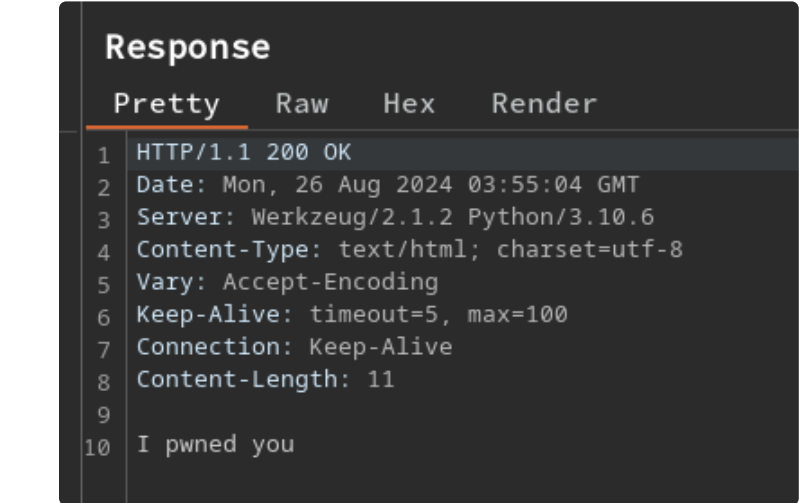 Response
Pretty Raw Hex Render
1 HTTP/1.1 200 OK
2 Date: Mon, 26 Aug 2024 03:55:04 GMT
3 Server: Werkzeug/2.1.2 Python/3.10.6
4 Content-Type: text/html; charset=utf-8
5 Vary: Accept-Encoding
6 Keep-Alive: timeout=5, max=100
7 Connection: Keep-Alive
8 Content-Length: 11
9
10 I pwned you